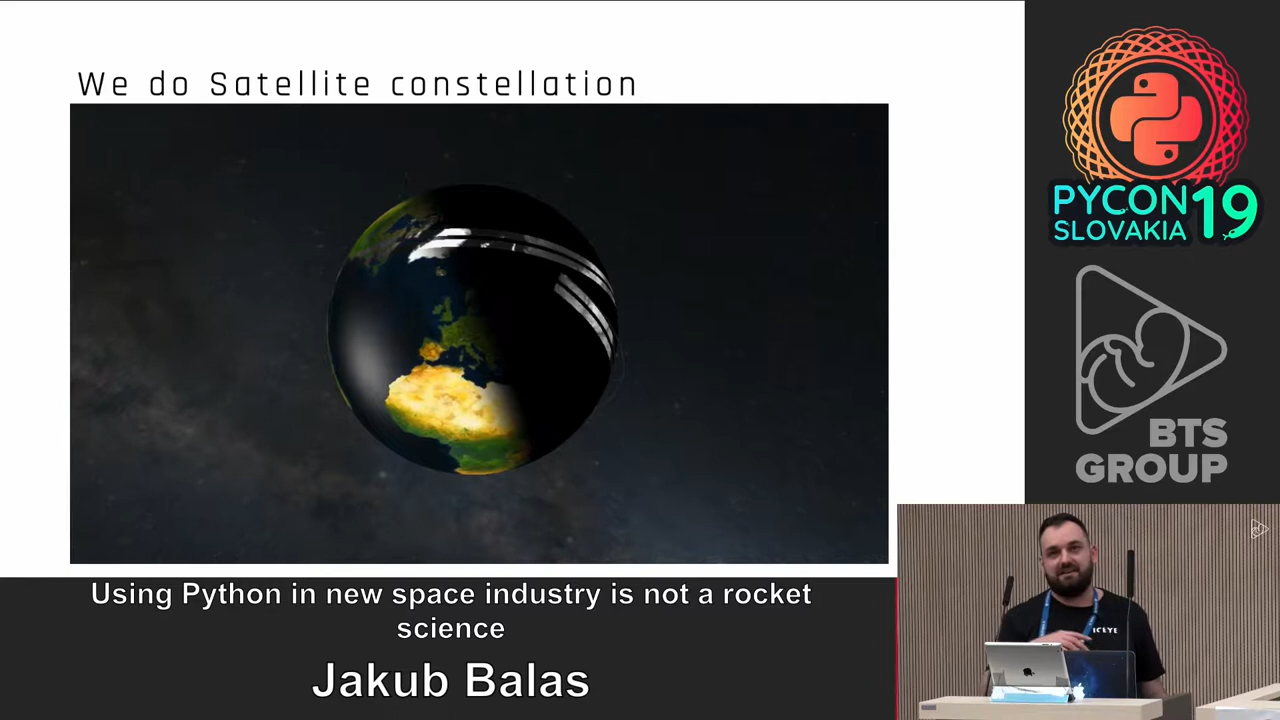 We do Satellite constellation
PYCON 19
SLOVAKIA
BTS
GROUP
ICEYE
Using Python in new space industry is not a rocket
science
Jakub Balas